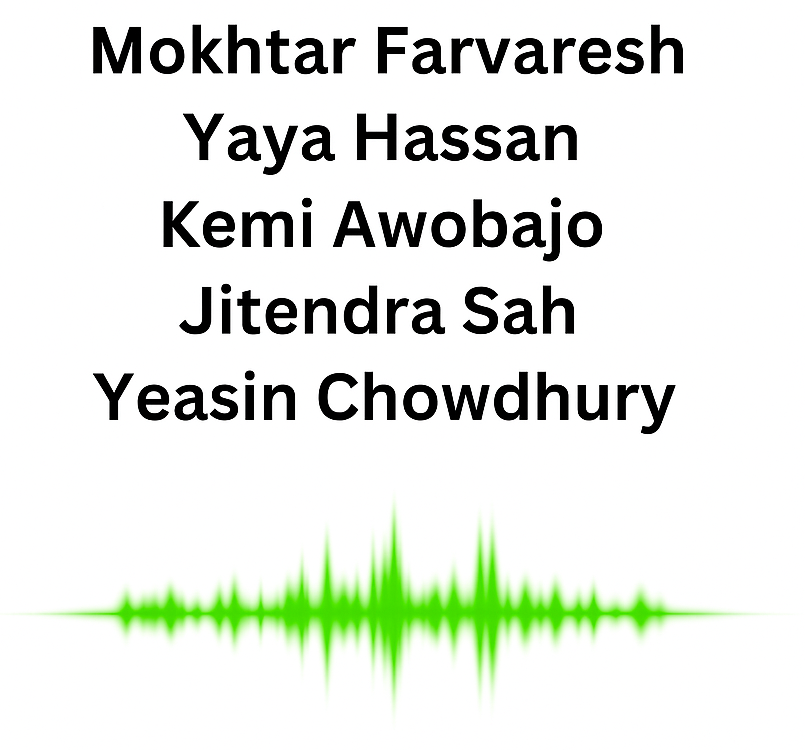 Mokhtar Farvaresh
Yaya Hassan
Kemi Awobajo
Jitendra Sah
Yeasin Chowdhury